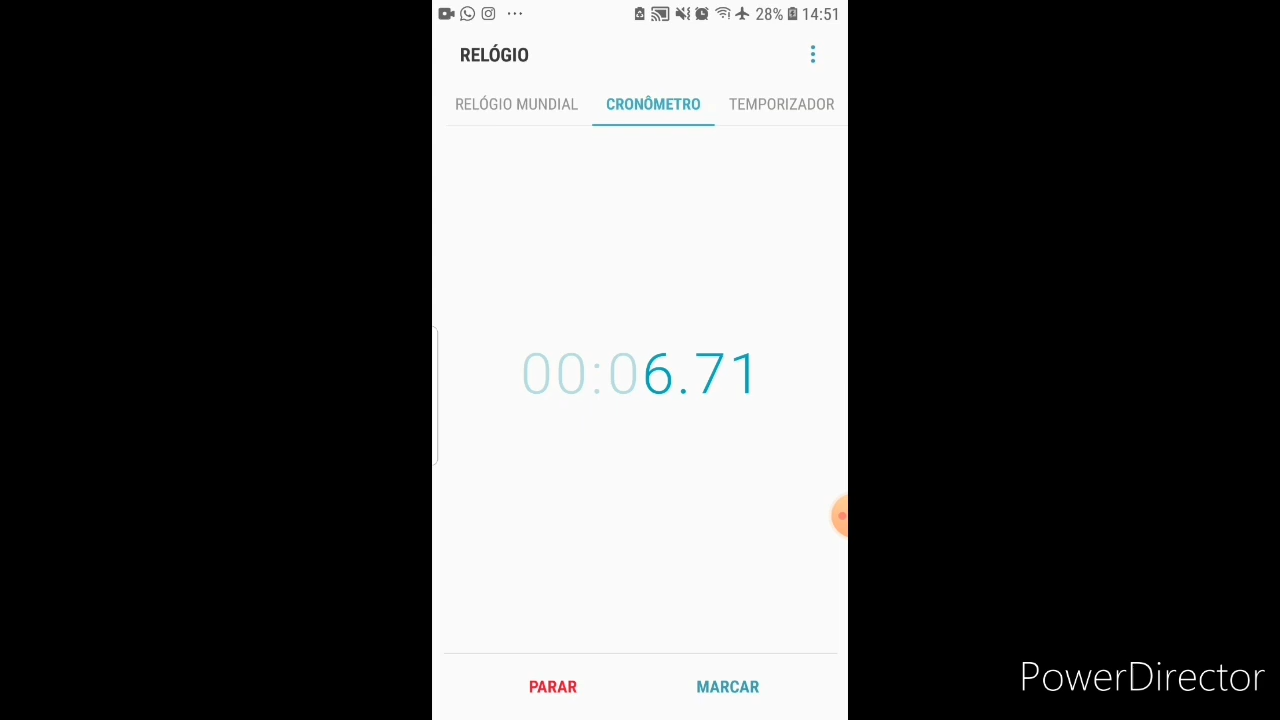 28% 14:51
RELÓGIO
RELÓGIO MUNDIAL CRONÔMETRO TEMPORIZADOR
00:06.71
PARAR MARCAR
PowerDirector